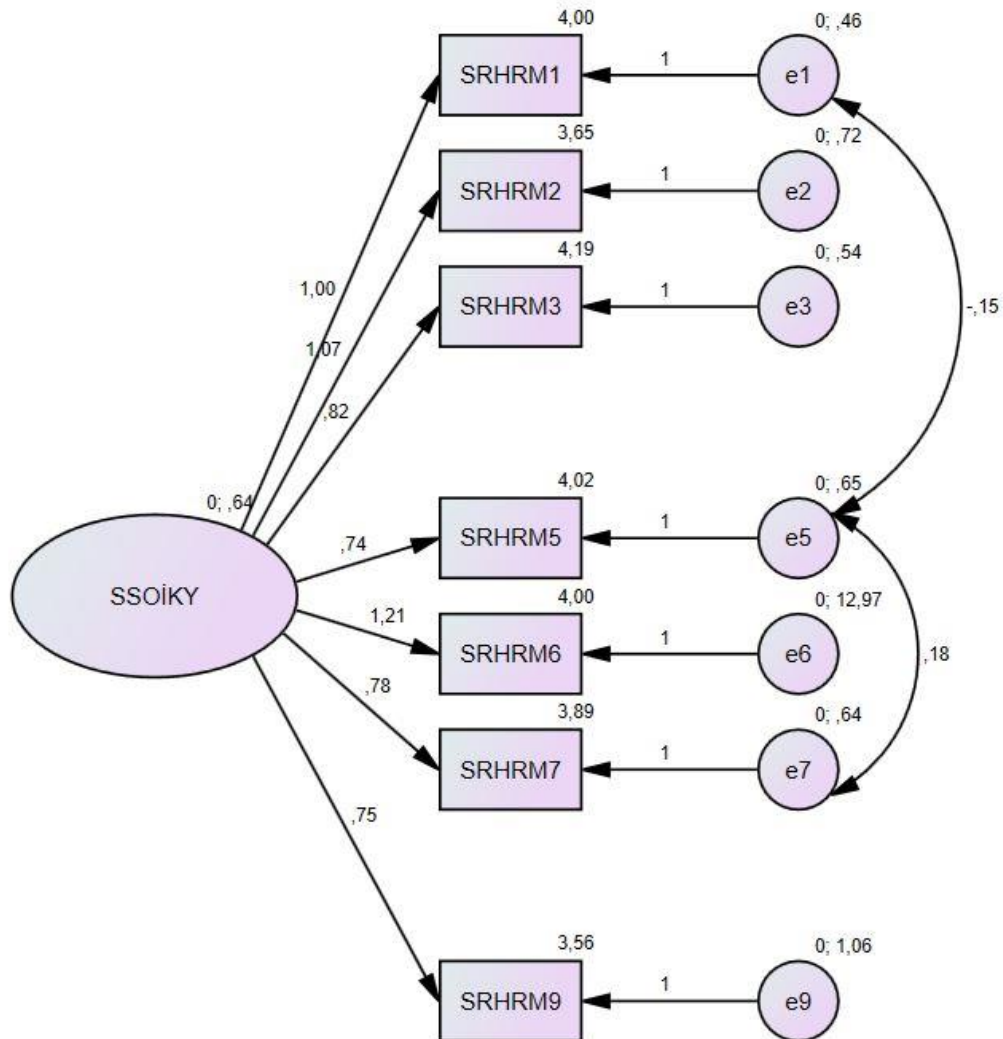 4,00
0; ,46
SRHRM1
1
e1
3,65
0; ,72
SRHRM2
1
e2
4,19
0; ,54
SRHRM3
1
e3
1,00
-,15
1,07
,82
4,02
0; ,65
0; ,64
SRHRM5
1
e5
,74
SSOİKY
4,00
0; 12,97
1,21
SRHRM6
1
e6
,18
,78
3,89
0; ,64
SRHRM7
1
e7
,75
3,56
0; 1,06
SRHRM9
1
e9